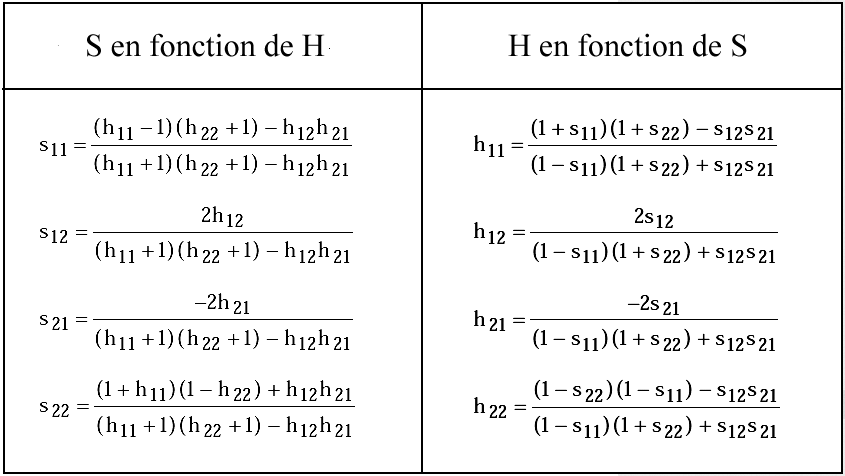 S en fonction de H
H en fonction de S
s11 = (h11 −1)(h22 +1) − h12h21 / (h11 +1)(h22 +1) − h12h21
h11 = (1+ s11)(1+ s22) − s12s21 / (1− s11)(1+ s22) + s12s21
s12 = 2h12 / (h11 +1)(h22 +1) − h12h21
h12 = 2s12 / (1− s11)(1+ s22) + s12s21
s21 = −2h21 / (h11 +1)(h22 +1) − h12h21
h21 = −2s21 / (1− s11)(1+ s22) + s12s21
s22 = (1+ h11)(1− h22) + h12h21 / (h11 +1)(h22 +1) − h12h21
h22 = (1− s22)(1− s11) − s12s21 / (1− s11)(1+ s22) + s12s21